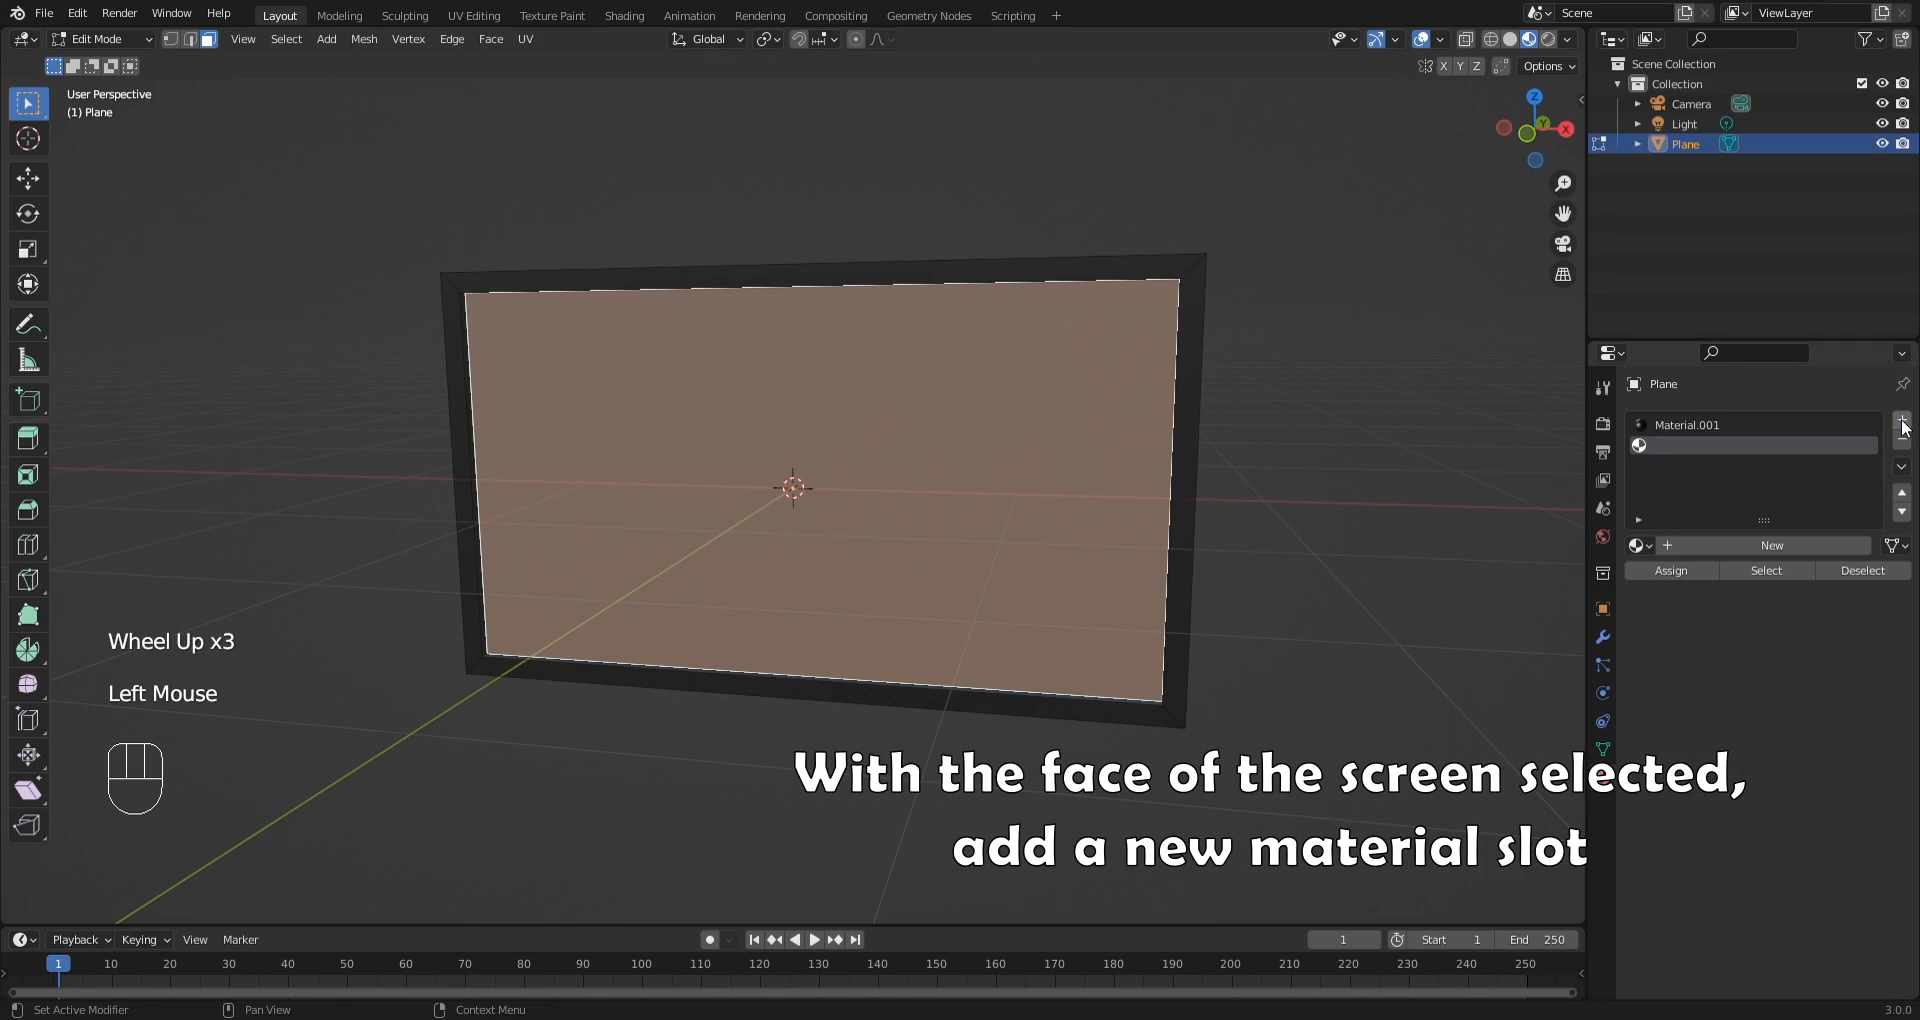 File Edit Render Window Help Layout Modeling Sculpting UV Editing Texture Paint Shading Animation Rendering Compositing Geometry Nodes Scripting + Scene ViewLayer
Edit Mode View Select Add Mesh Vertex Edge Face UV Global
X Y Z Options
User Perspective
(1) Plane
Z
Y
X
Scene Collection
Collection
Camera
Light
Plane
Plane
Material.001
New
Assign Select Deselect
Wheel Up x3
Left Mouse
With the face of the screen selected,
add a new material slot
Playback Keying View Marker 1 Start 1 End 250
1 10 20 30 40 50 60 70 80 90 100 110 120 130 140 150 160 170 180 190 200 210 220 230 240 250
Set Active Modifier Pan View Context Menu 3.0.0